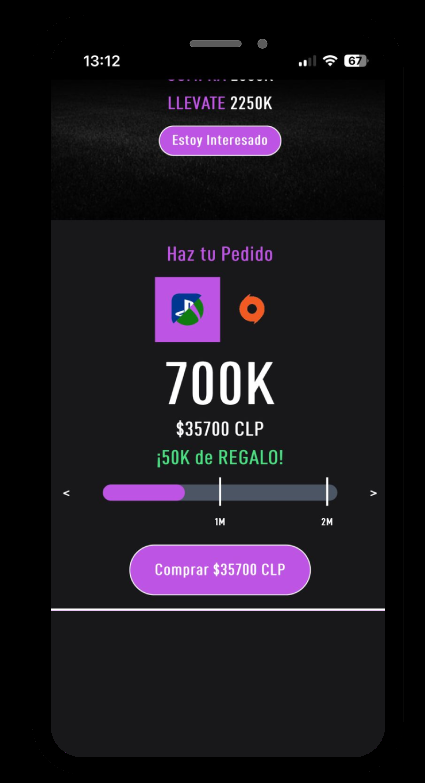 13:12
67
LLEVATE 2250K
Estoy Interesado
Haz tu Pedido
700K
$35700 CLP
¡50K de REGALO!
< >
1M 2M
Comprar $35700 CLP